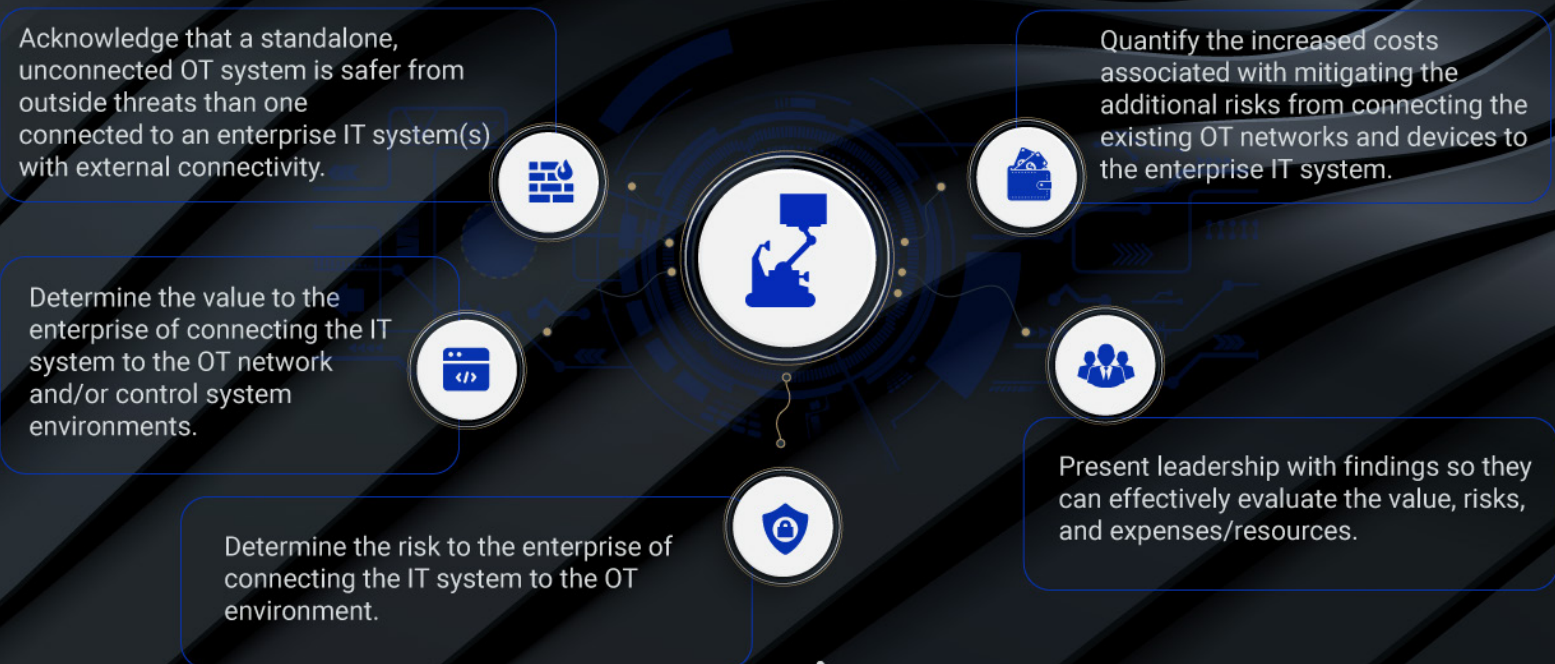 Acknowledge that a standalone,
unconnected OT system is safer from
outside threats than one
connected to an enterprise IT system(s)
with external connectivity.
Determine the value to the
enterprise of connecting the IT
system to the OT network
and/or control system
environments.
Determine the risk to the enterprise of
connecting the IT system to the OT
environment.
Quantify the increased costs
associated with mitigating the
additional risks from connecting the
existing OT networks and devices to
the enterprise IT system.
Present leadership with findings so they
can effectively evaluate the value, risks,
and expenses/resources.